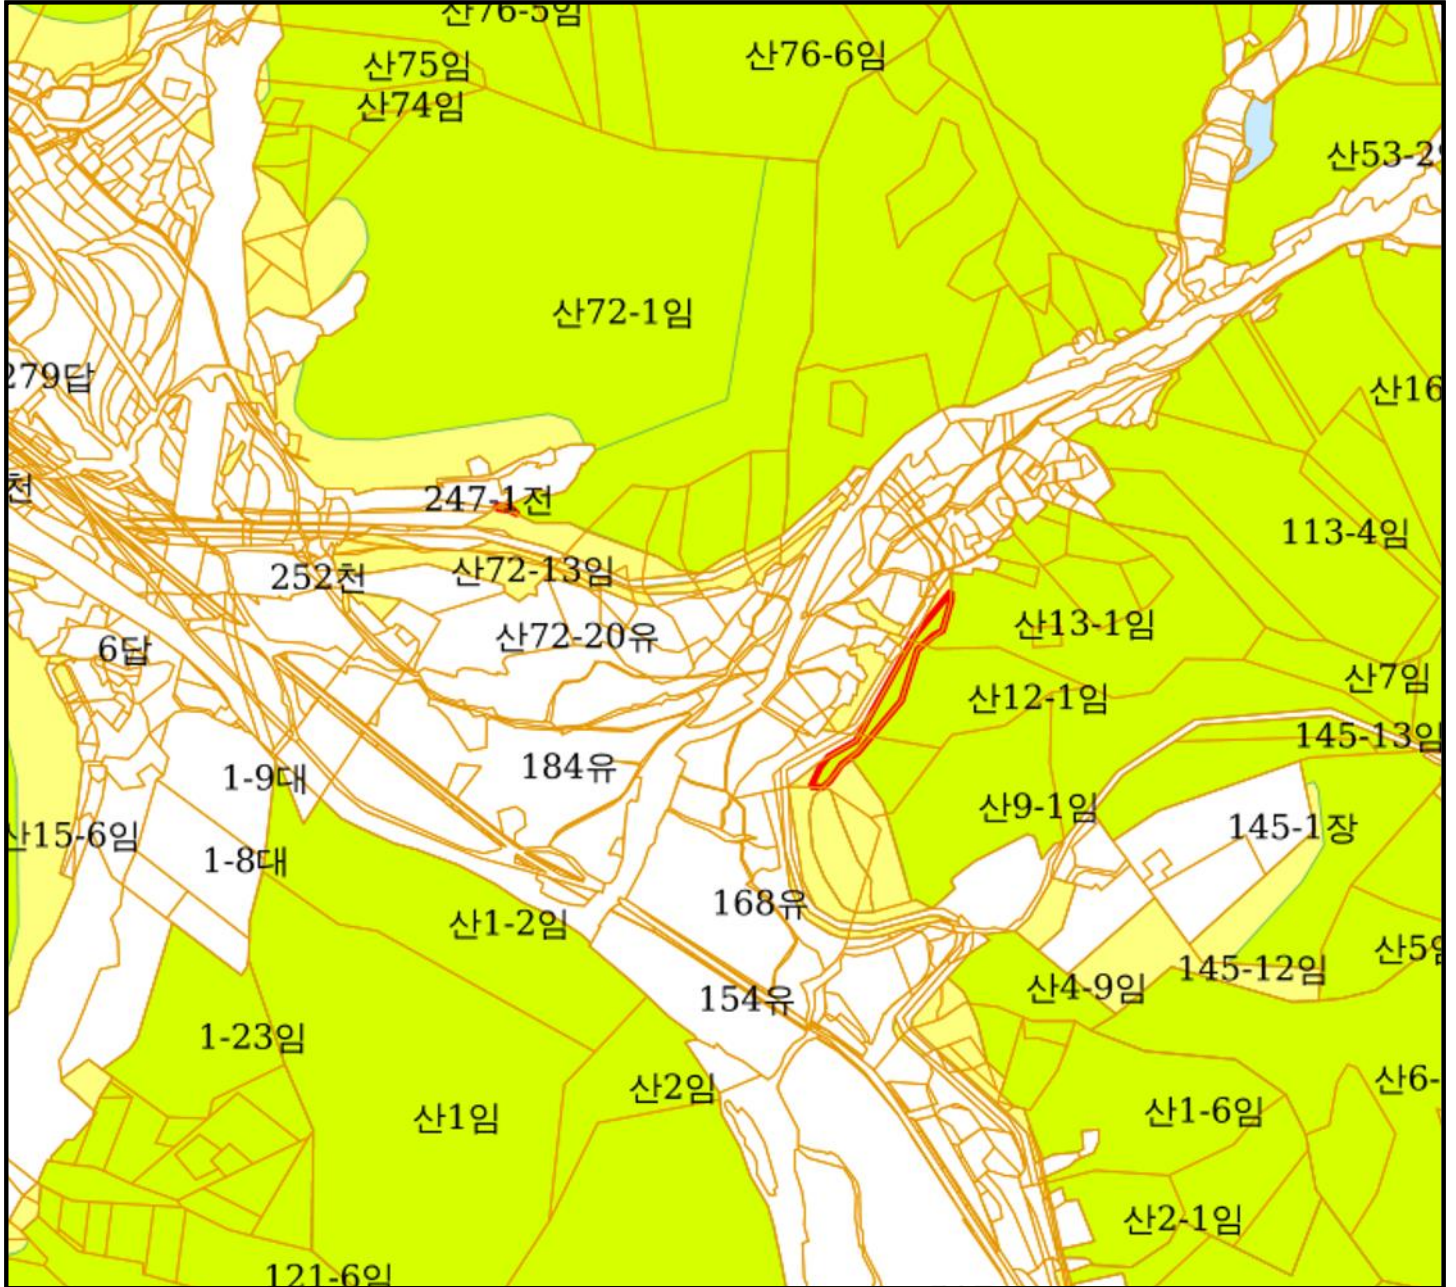 산76-5임
산76-6임
산75임
산74임
산53-2
산72-1임
279답
산16
천
247-1전
113-4임
252천
산72-13임
산13-1임
산72-20유
6답
산7임
산12-1임
145-13임
184유
1-9대
산9-1임
145-1장
산15-6임
1-8대
168유
산1-2임
산5임
145-12임
산4-9임
154유
1-23임
산6-
산2임
산1임
산1-6임
산2-1임
121-6임